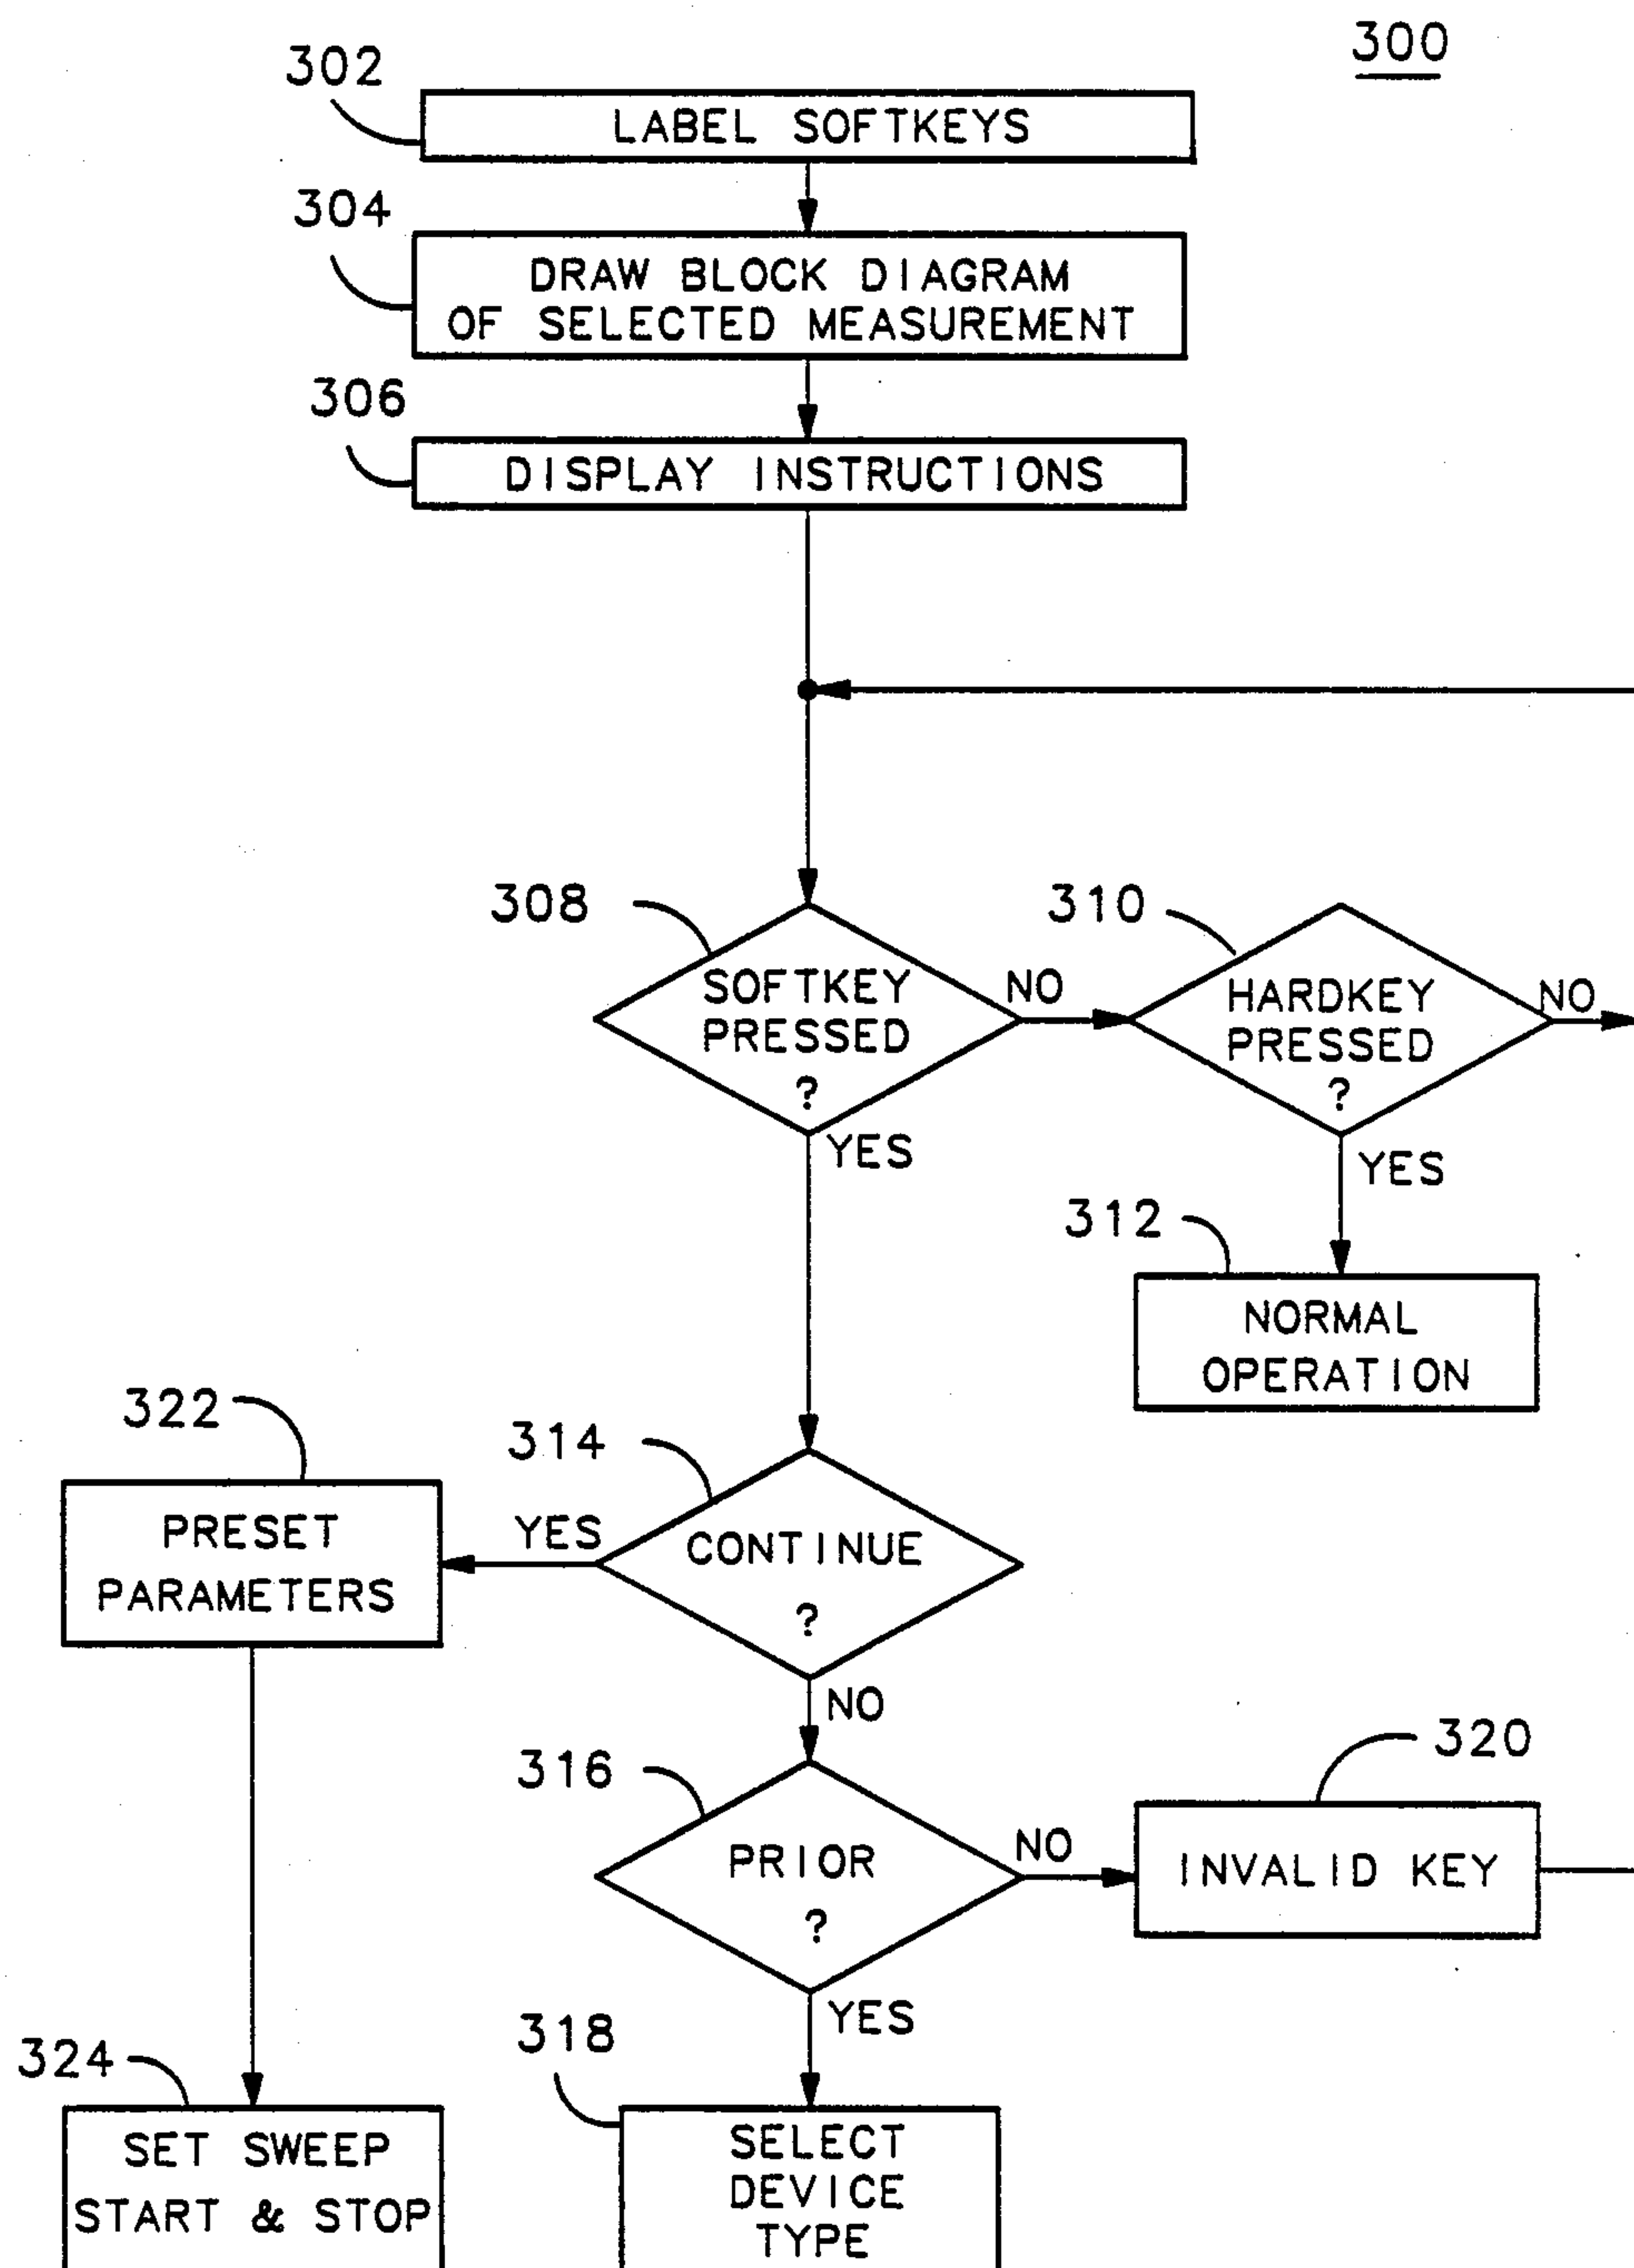 300
302
LABEL SOFTKEYS
304
DRAW BLOCK DIAGRAM
OF SELECTED MEASUREMENT
306
DISPLAY INSTRUCTIONS
308
SOFTKEY
PRESSED
?
NO
YES
310
HARDKEY
PRESSED
?
NO
YES
312
NORMAL
OPERATION
314
CONTINUE
?
YES
NO
322
PRESET
PARAMETERS
316
PRIOR
?
NO
YES
320
INVALID KEY
324
SET SWEEP
START & STOP
318
SELECT
DEVICE
TYPE